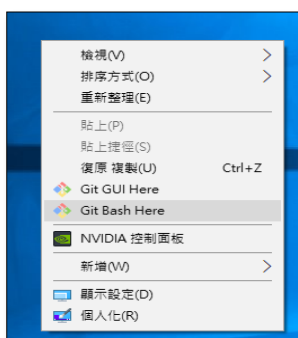 檢視(V)
排序方式(O)
重新整理(E)
貼上(P)
貼上捷徑(S)
復原 複製(U) Ctrl+Z
Git GUI Here
Git Bash Here
NVIDIA 控制面板
新增(W)
顯示設定(D)
個人化(R)